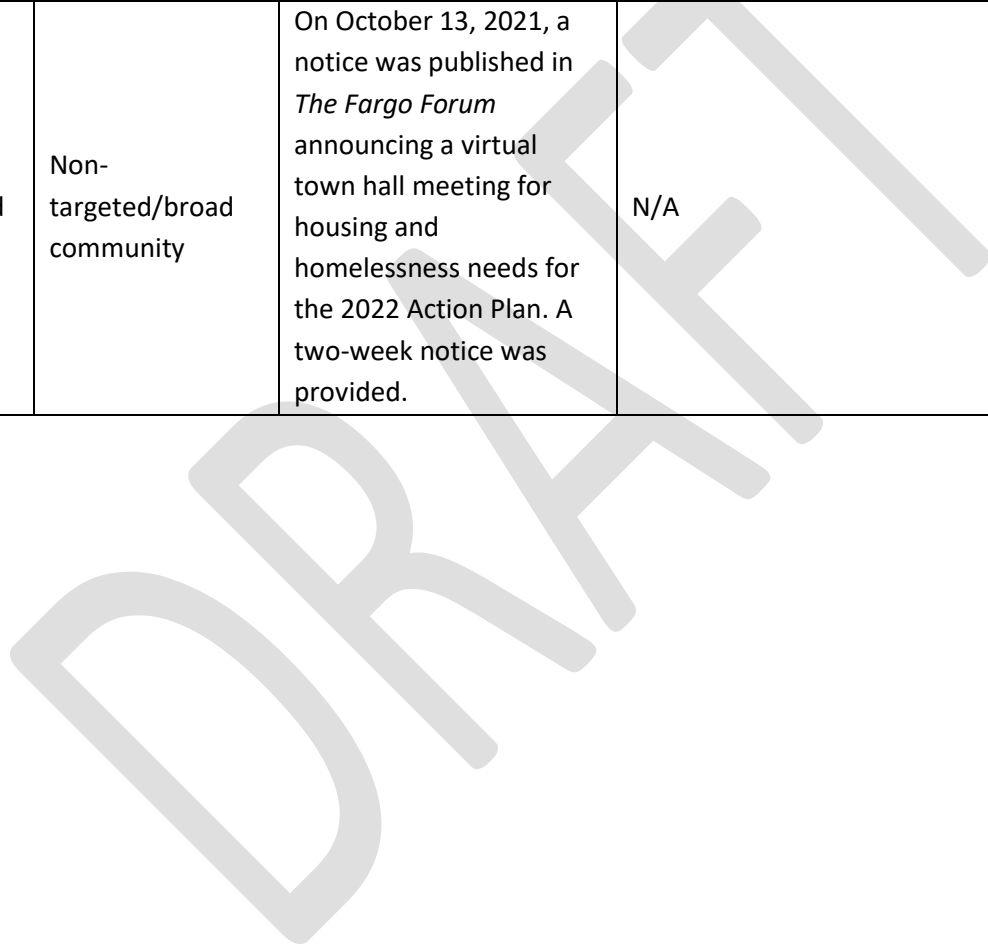 Non-
targeted/broad
community
On October 13, 2021, a
notice was published in
The Fargo Forum
announcing a virtual
town hall meeting for
housing and
homelessness needs for
the 2022 Action Plan. A
two-week notice was
provided.
N/A
DRAFT